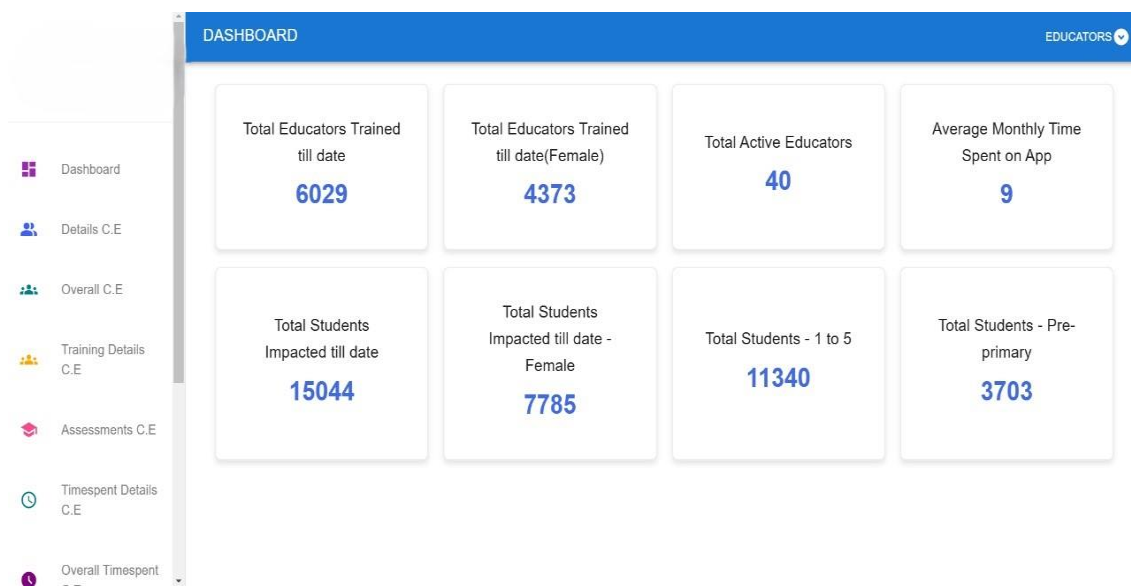 DASHBOARD
EDUCATORS
Dashboard
Details C.E
Overall C.E
Training Details
C.E
Assessments C.E
Timespent Details
C.E
Overall Timespent
Total Educators Trained
till date
6029
Total Educators Trained
till date(Female)
4373
Total Active Educators
40
Average Monthly Time
Spent on App
9
Total Students
Impacted till date
15044
Total Students
Impacted till date -
Female
7785
Total Students - 1 to 5
11340
Total Students - Pre-
primary
3703